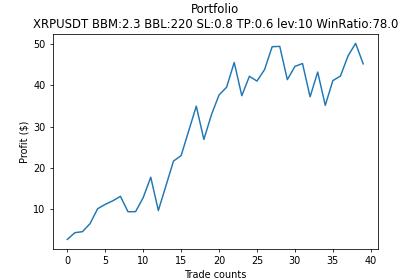 Portfolio
XRPUSDT BBM:2.3 BBL:220 SL:0.8 TP:0.6 lev:10 WinRatio:78.0
50
40
30
20
10
Profit ($)
0 5 10 15 20 25 30 35 40
Trade counts